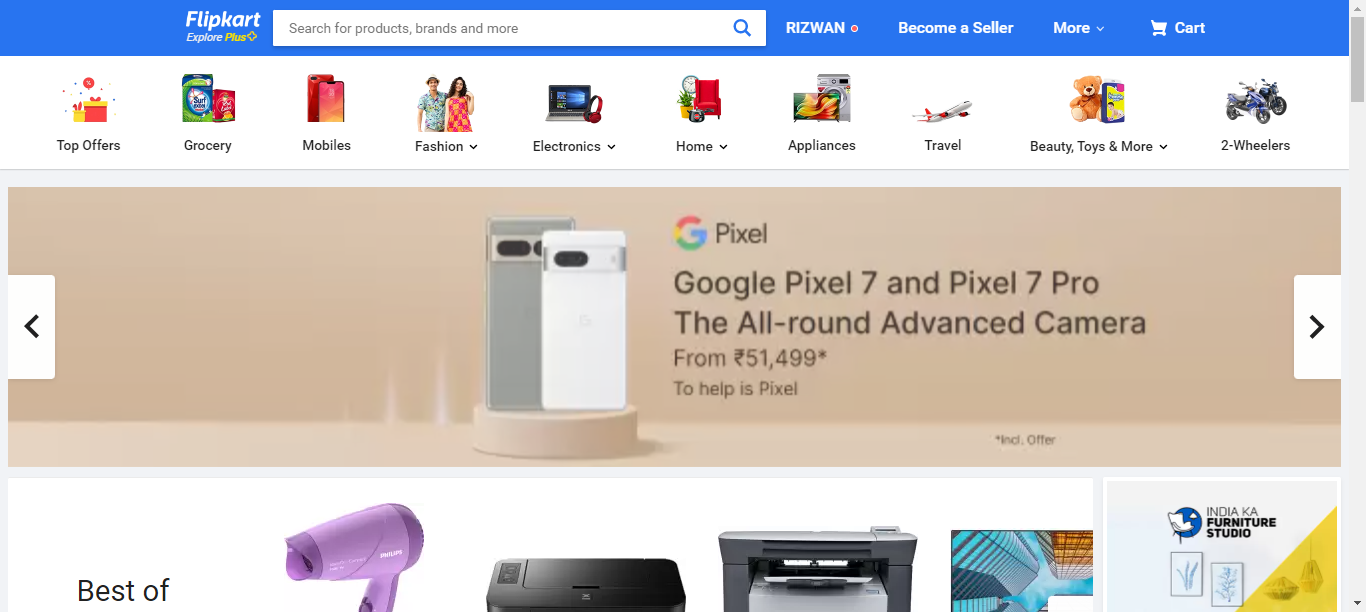 Flipkart
Explore Plus
Search for products, brands and more
RIZWAN
Become a Seller
More
Cart
Top Offers
Grocery
Mobiles
Fashion
Electronics
Home
Appliances
Travel
Beauty, Toys & More
2-Wheelers
Pixel
Google Pixel 7 and Pixel 7 Pro
The All-round Advanced Camera
From ₹51,499*
To help is Pixel
*Incl. Offer
Best of
PHILIPS
INDIA KA
FURNITURE
STUDIO